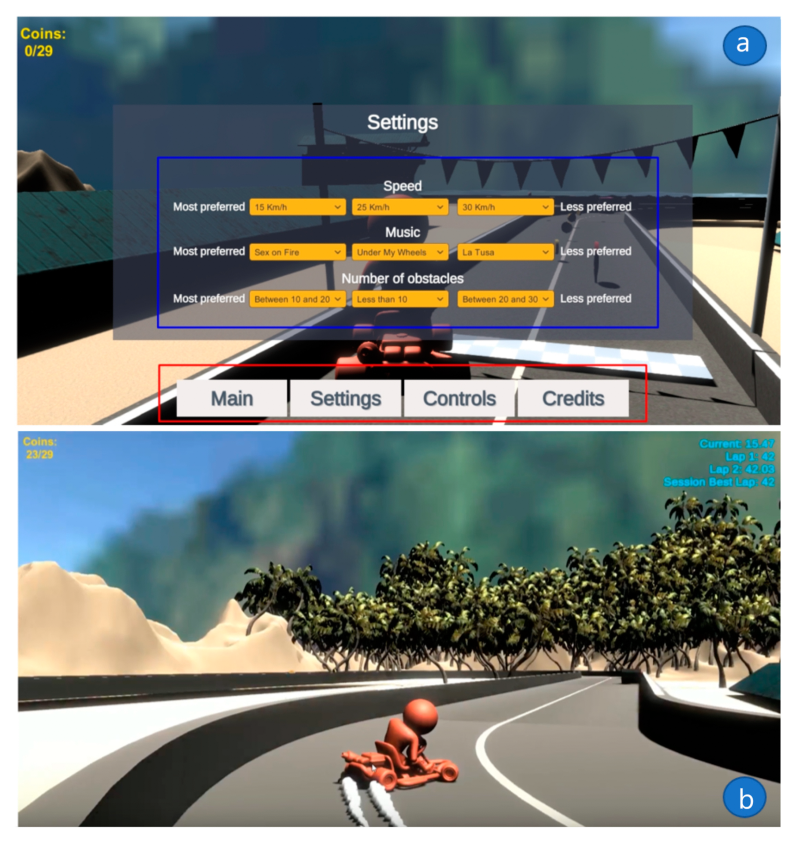 Coins:
0/29
a
Settings
Speed
Most preferred 15 Km/h 25 Km/h 30 Km/h Less preferred
Music
Most preferred Sex on Fire Under My Wheels La Tusa Less preferred
Number of obstacles
Most preferred Between 10 and 20 Less than 10 Between 20 and 30 Less preferred
Main Settings Controls Credits
Coins:
23/29
Current: 15:47
Lap 1: 42
Lap 2: 42:03
Session Best Lap: 42
b